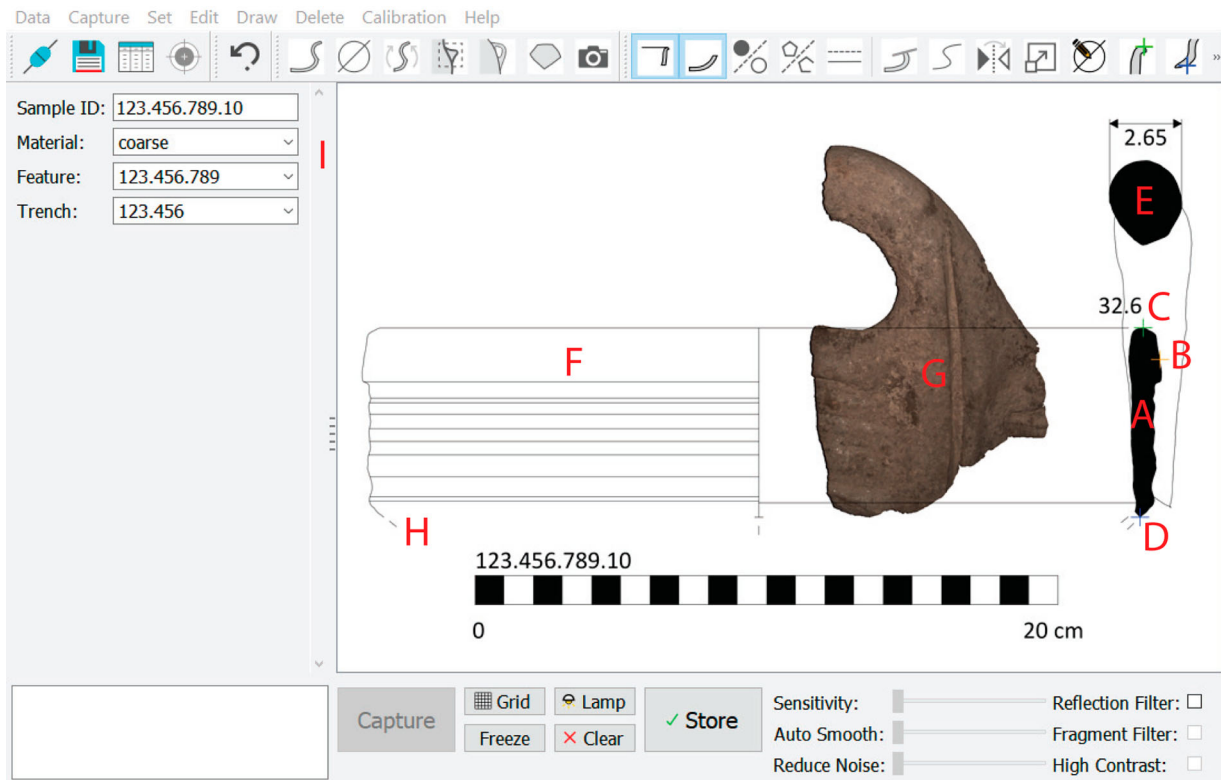 Data Capture Set Edit Draw Delete Calibration Help
»
Sample ID: 123.456.789.10
Material: coarse
Feature: 123.456.789
Trench: 123.456
I
2.65
E
32.6 C
B
F
G
A
H
D
123.456.789.10
0 20 cm
Capture
Grid Lamp
Freeze Clear
Store
Sensitivity: Reflection Filter:
Auto Smooth: Fragment Filter:
Reduce Noise: High Contrast: